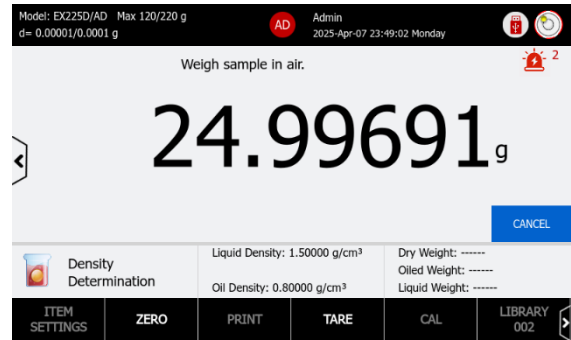 Model: EX225D/AD Max 120/220 g
d= 0.00001/0.0001 g
AD
Admin
2025-Apr-07 23:49:02 Monday
Weigh sample in air.
2
24.99691 g
CANCEL
Density
Determination
Liquid Density: 1.50000 g/cm³
Oil Density: 0.80000 g/cm³
Dry Weight: ------
Oiled Weight: ------
Liquid Weight: ------
ITEM
SETTINGS
ZERO
PRINT
TARE
CAL
LIBRARY
002